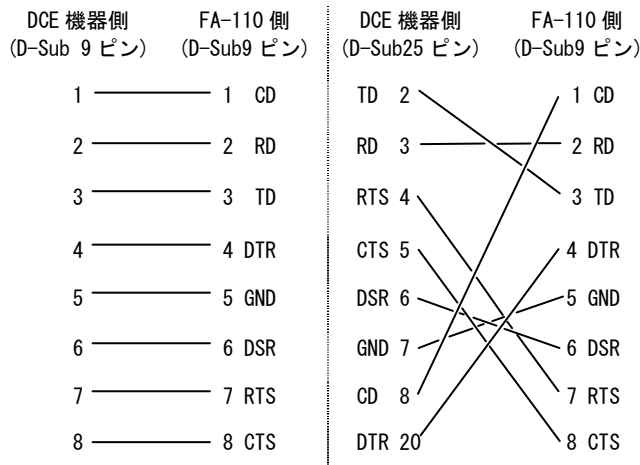 DCE 機器側 FA-110 側 DCE 機器側 FA-110 側
(D-Sub 9 ピン) (D-Sub9 ピン) (D-Sub25 ピン) (D-Sub9 ピン)
1 1 CD TD 2 1 CD
2 2 RD RD 3 2 RD
3 3 TD RTS 4 3 TD
4 4 DTR CTS 5 4 DTR
5 5 GND DSR 6 5 GND
6 6 DSR GND 7 6 DSR
7 7 RTS CD 8 7 RTS
8 8 CTS DTR 20 8 CTS